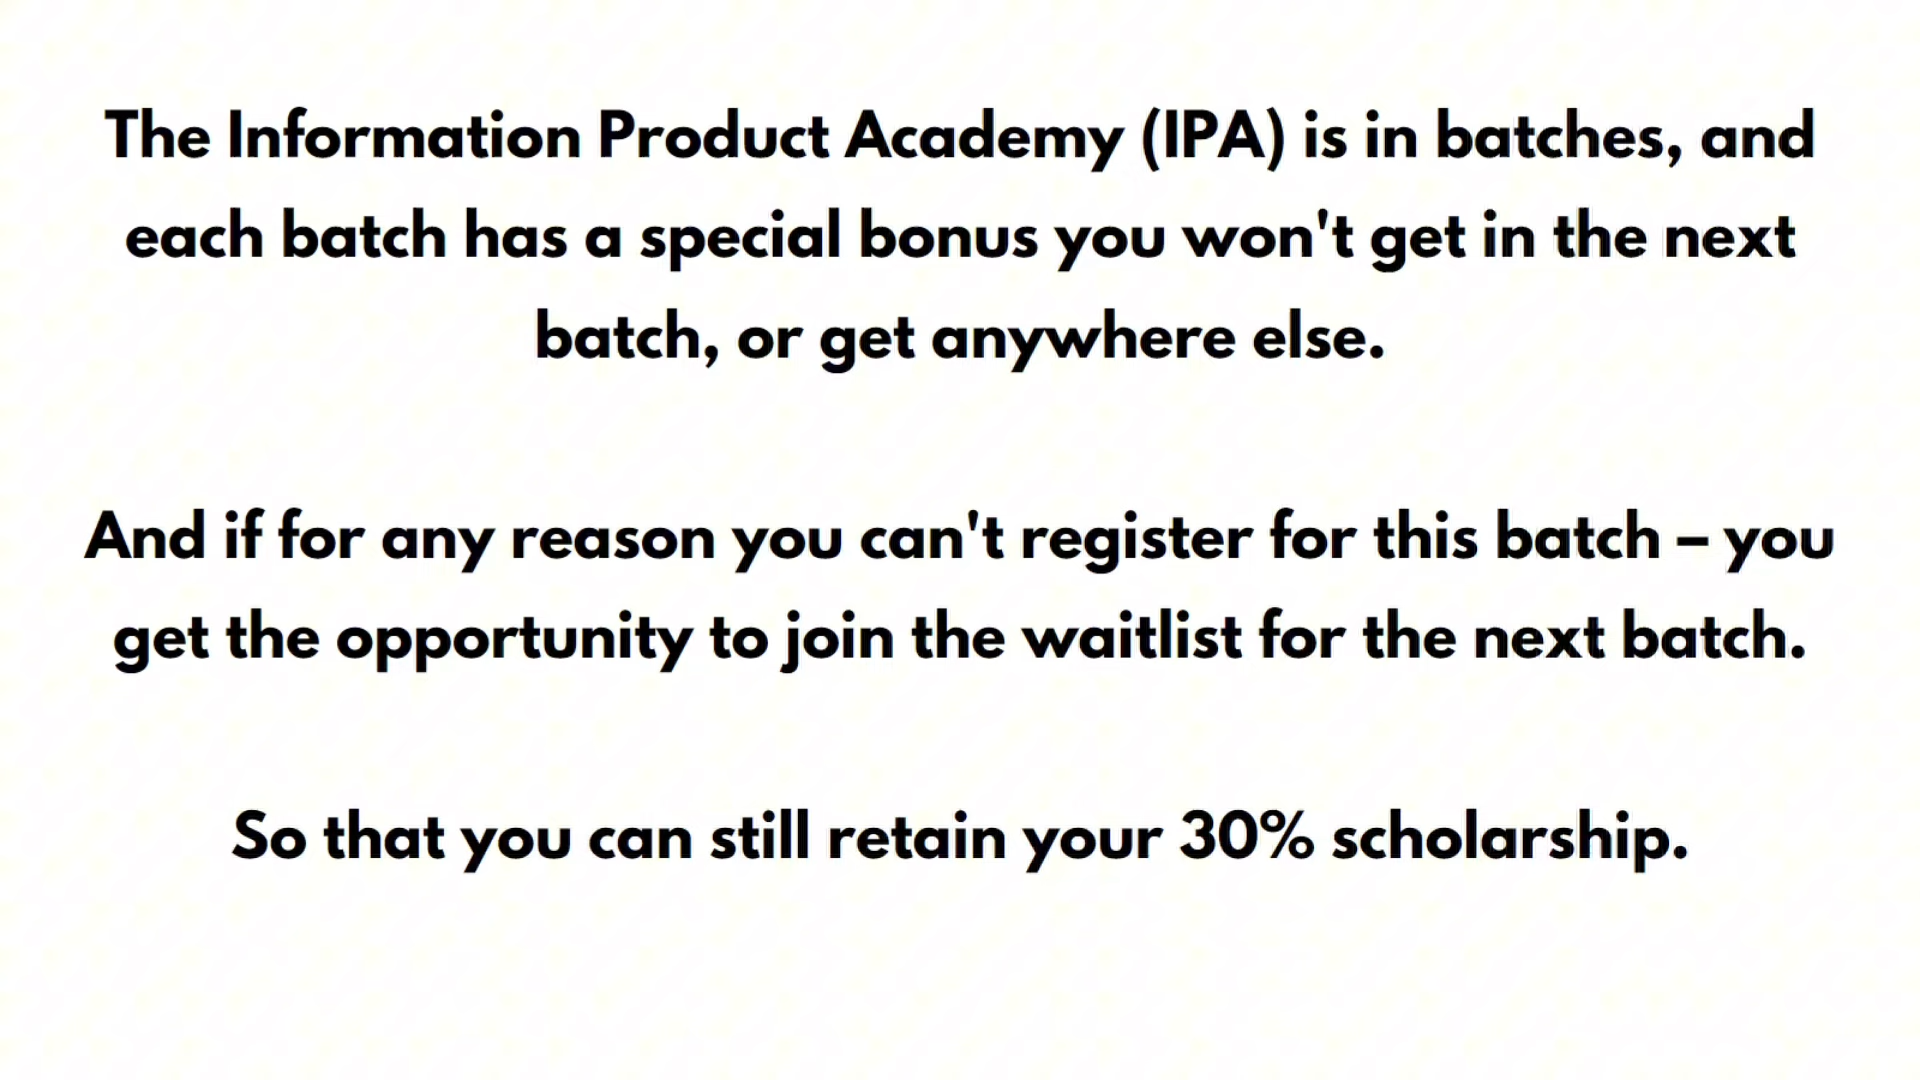 The Information Product Academy (IPA) is in batches, and
each batch has a special bonus you won't get in the next
batch, or get anywhere else.
And if for any reason you can't register for this batch – you
get the opportunity to join the waitlist for the next batch.
So that you can still retain your 30% scholarship.